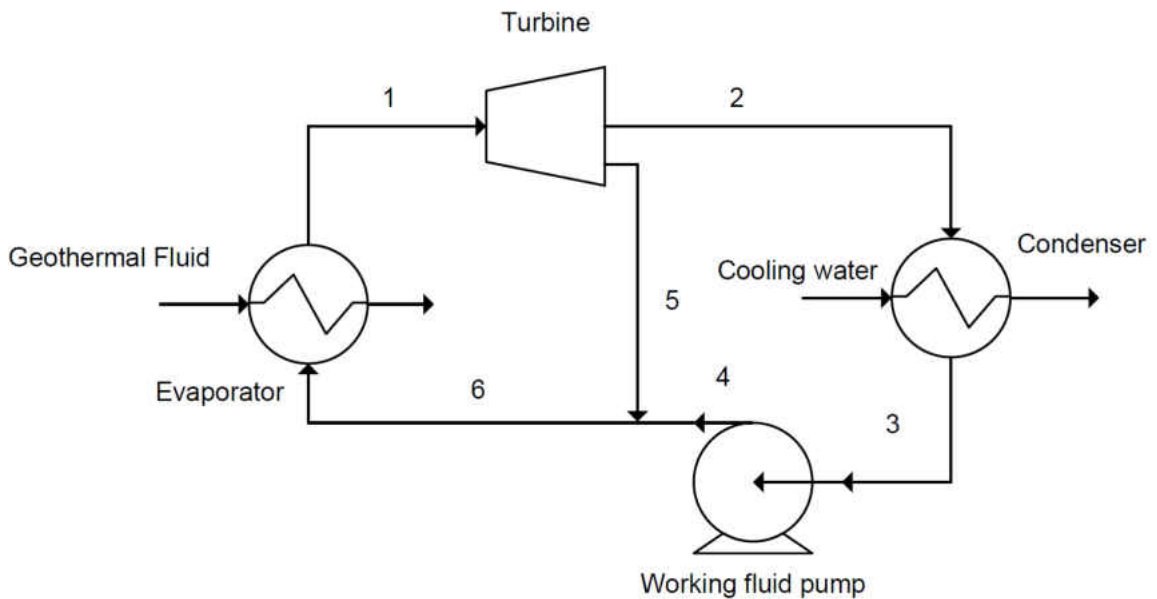 Turbine
1
2
Geothermal Fluid
Condenser
Cooling water
5
Evaporator
6
4
3
Working fluid pump